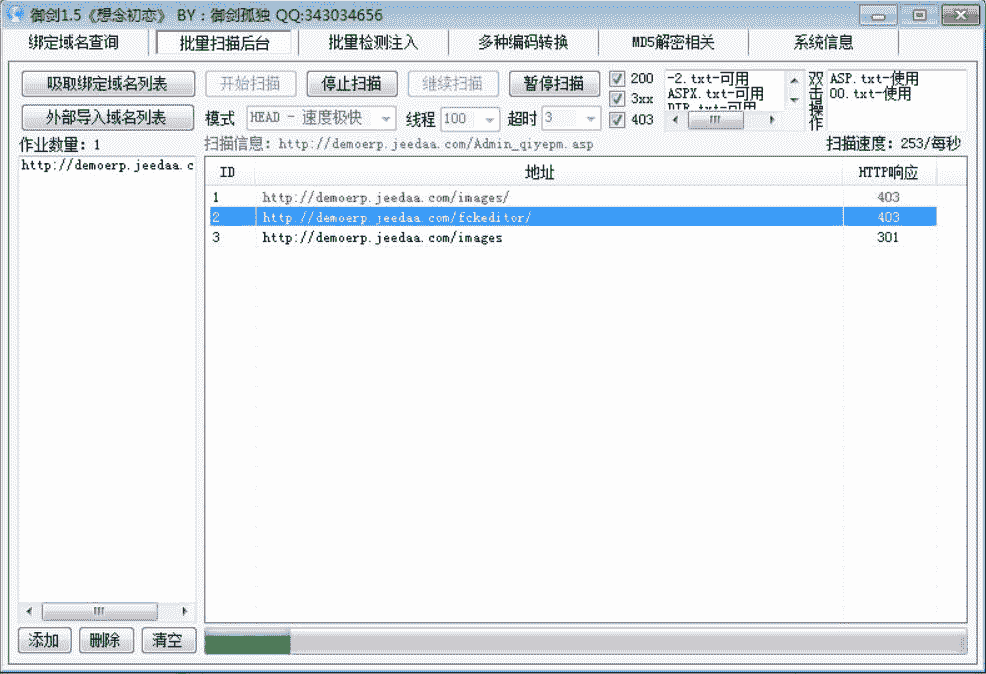 御剑1.5《想念初恋》 BY：御剑孤独 QQ:343034656
绑定域名查询 批量扫描后台 批量检测注入 多种编码转换 MD5解密相关 系统信息
吸取绑定域名列表 开始扫描 停止扫描 继续扫描 暂停扫描 200 -2.txt-可用 双击操作 ASP.txt-使用
3xx ASPX.txt-可用 00.txt-使用
外部导入域名列表 模式 HEAD - 速度极快 线程 100 超时 3 403 DIR.txt-可用
作业数量：1 扫描信息：http://demoerp.jeedaa.com/Admin_qiyepm.asp 扫描速度：253/每秒
http://demoerp.jeedaa.c ID 地址 HTTP响应
1 http://demoerp.jeedaa.com/images/ 403
2 http://demoerp.jeedaa.com/fckeditor/ 403
3 http://demoerp.jeedaa.com/images 301
添加 删除 清空